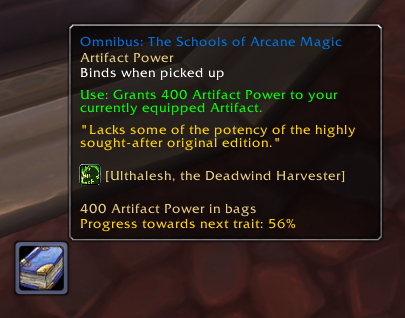 Omnibus: The Schools of Arcane Magic
Artifact Power
Binds when picked up
Use: Grants 400 Artifact Power to your
currently equipped Artifact.
"Lacks some of the potency of the highly
sought-after original edition."
[Ulthalesh, the Deadwind Harvester]
400 Artifact Power in bags
Progress towards next trait: 56%